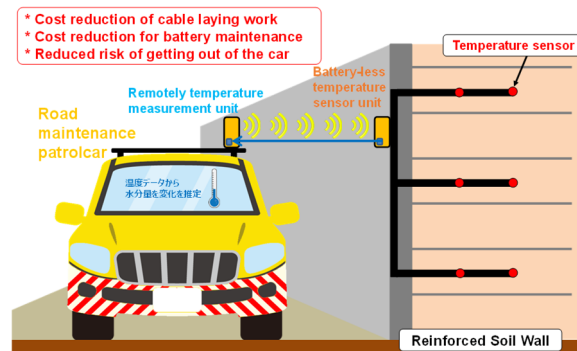 * Cost reduction of cable laying work
* Cost reduction for battery maintenance
* Reduced risk of getting out of the car
Temperature sensor
Battery-less
temperature
sensor unit
Remotely temperature
measurement unit
Road
maintenance
patrolcar
温度データから
水分量を変化を推定
Reinforced Soil Wall